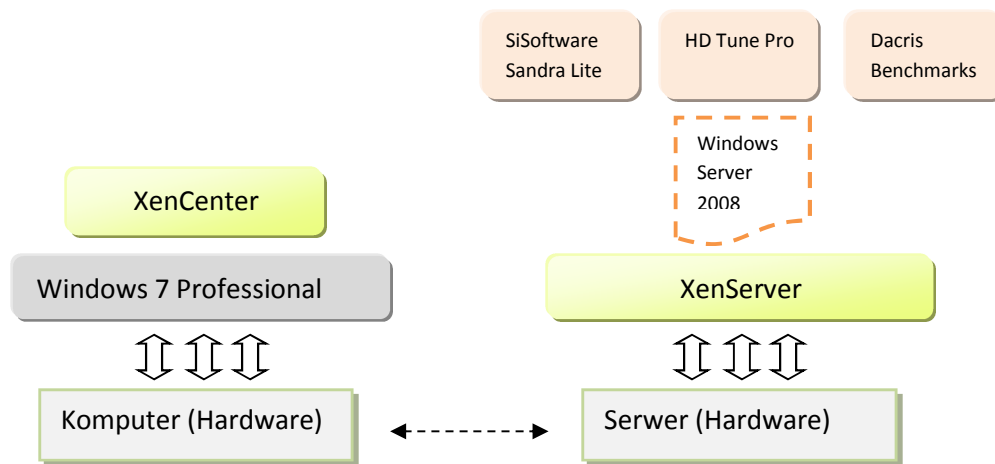 SiSoftware
Sandra Lite
HD Tune Pro
Dacris
Benchmarks
Windows
Server
2008
XenCenter
Windows 7 Professional
XenServer
Komputer (Hardware)
Serwer (Hardware)